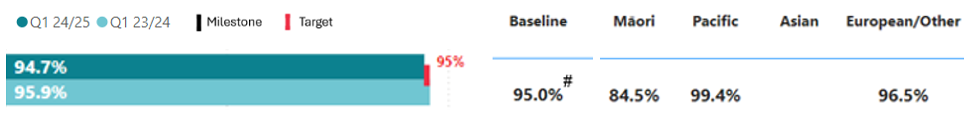 Q1 24/25 Q1 23/24 Milestone Target Baseline Māori Pacific Asian European/Other
94.7% 95%
95.9% 95.0%# 84.5% 99.4% 96.5%